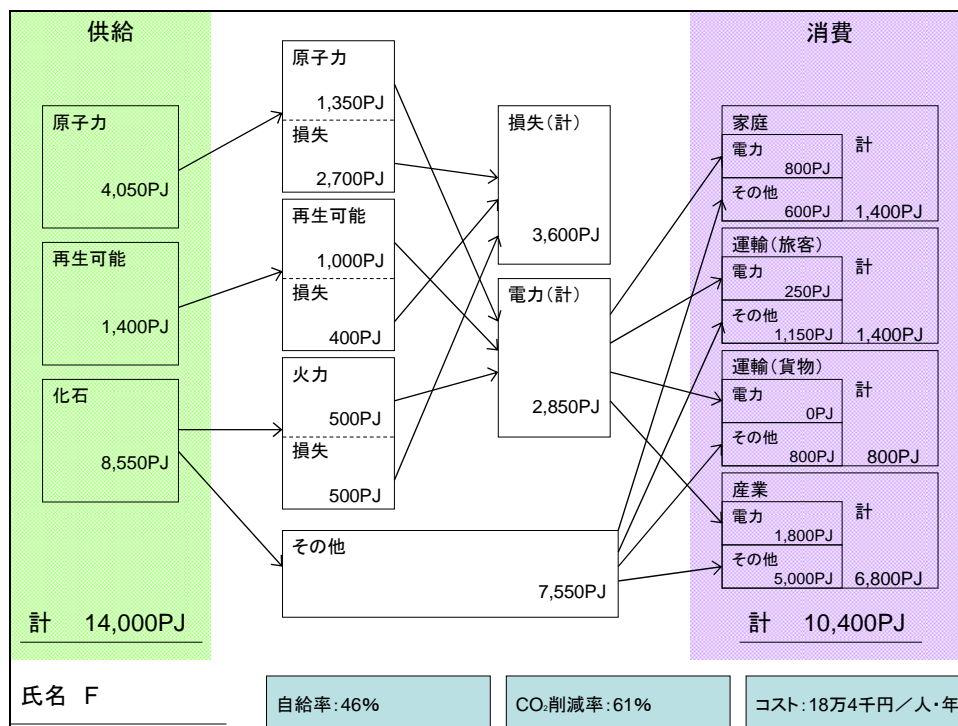 供給
原子力
4,050PJ
再生可能
1,400PJ
化石
8,550PJ
計 14,000PJ
原子力
1,350PJ
損失
2,700PJ
再生可能
1,000PJ
損失
400PJ
火力
500PJ
損失
500PJ
その他
7,550PJ
損失(計)
3,600PJ
電力(計)
2,850PJ
消費
家庭
電力
800PJ
その他
600PJ
計
1,400PJ
運輸(旅客)
電力
250PJ
その他
1,150PJ
計
1,400PJ
運輸(貨物)
電力
0PJ
その他
800PJ
計
800PJ
産業
電力
1,800PJ
その他
5,000PJ
計
6,800PJ
計 10,400PJ
氏名 F
自給率:46%
CO₂削減率:61%
コスト:18万4千円/人・年